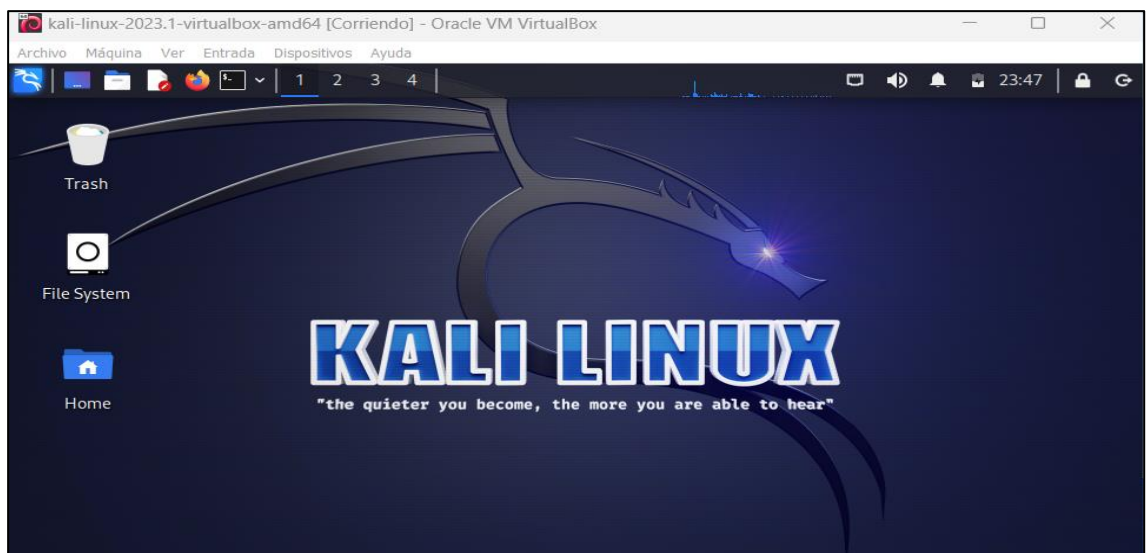 kali-linux-2023.1-virtualbox-amd64 [Corriendo] - Oracle VM VirtualBox
Archivo Máquina Ver Entrada Dispositivos Ayuda
1 2 3 4 23:47
Trash
File System
Home
KALI LINUX
"the quieter you become, the more you are able to hear"